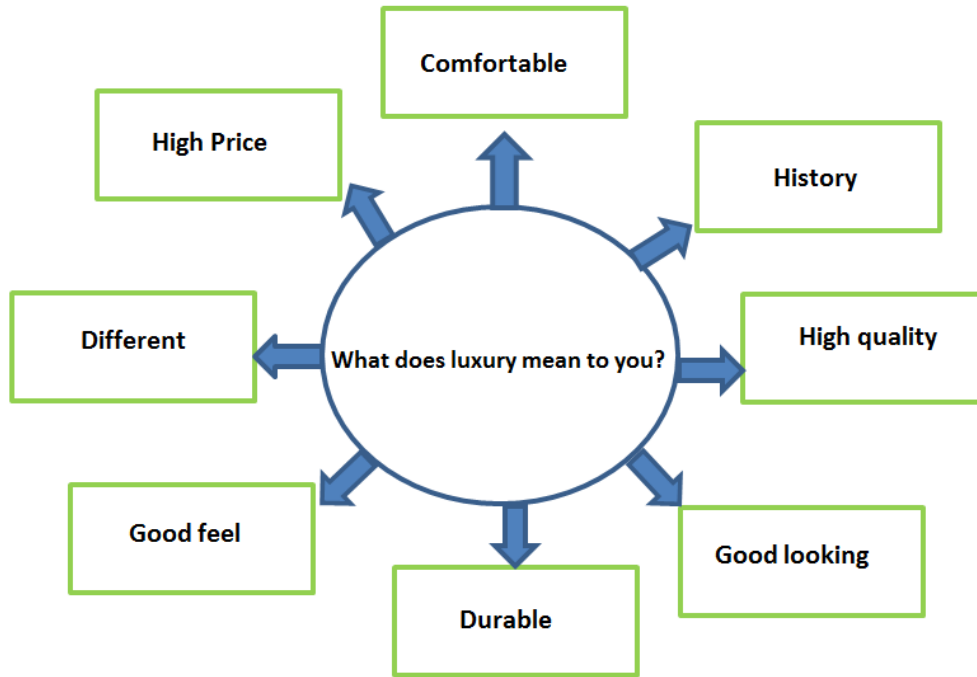 Comfortable
High Price
History
Different
High quality
What does luxury mean to you?
Good feel
Good looking
Durable